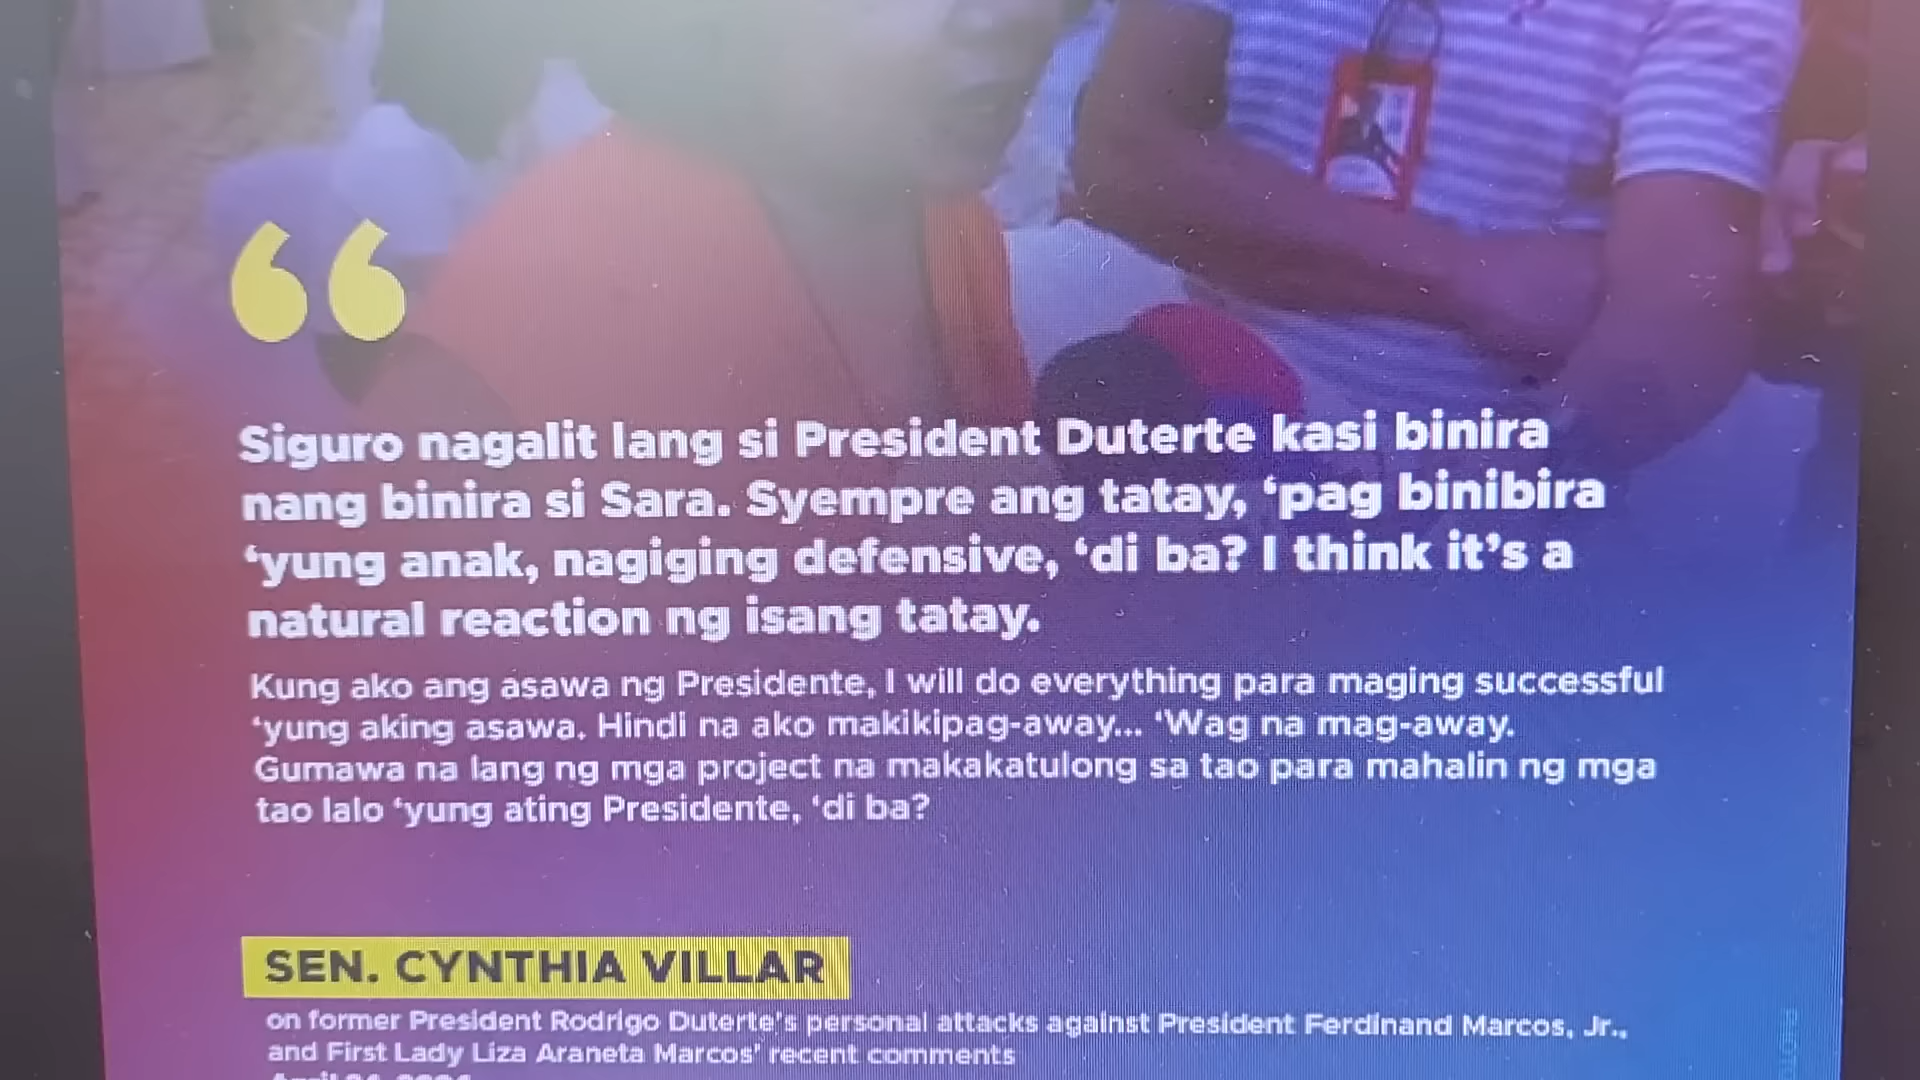 “
Siguro nagalit lang si President Duterte kasi binira
nang binira si Sara. Syempre ang tatay, ‘pag binibira
‘yung anak, nagiging defensive, ‘di ba? I think it’s a
natural reaction ng isang tatay.
Kung ako ang asawa ng Presidente, I will do everything para maging successful
‘yung aking asawa. Hindi na ako makikipag-away... ‘Wag na mag-away.
Gumawa na lang ng mga project na makakatulong sa tao para mahalin ng mga
tao lalo ‘yung ating Presidente, ‘di ba?
SEN. CYNTHIA VILLAR
on former President Rodrigo Duterte's personal attacks against President Ferdinand Marcos, Jr.,
and First Lady Liza Araneta Marcos' recent comments